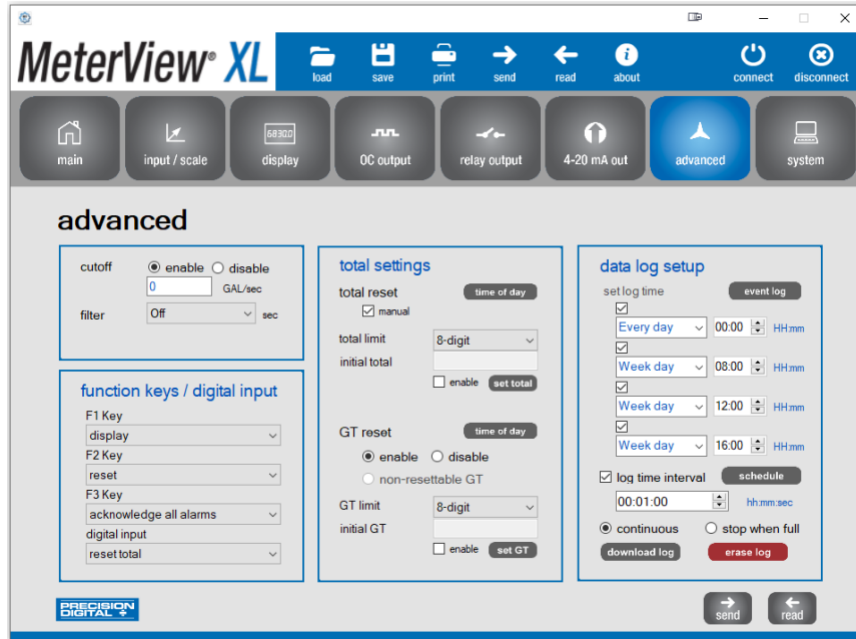 MeterView® XL
load save print send read about connect disconnect
main input / scale display OC output relay output 4-20 mA out advanced system
advanced
cutoff enable disable
0 GAL/sec
filter Off sec
function keys / digital input
F1 Key
display
F2 Key
reset
F3 Key
acknowledge all alarms
digital input
reset total
total settings
total reset time of day
manual
total limit 8-digit
initial total
enable set total
GT reset time of day
enable disable
non-resettable GT
GT limit 8-digit
initial GT
enable set GT
data log setup
set log time event log
Every day 00:00 HH:mm
Week day 08:00 HH:mm
Week day 12:00 HH:mm
Week day 16:00 HH:mm
log time interval schedule
00:01:00 hh:mm:sec
continuous stop when full
download log erase log
PRECISION
DIGITAL
send read